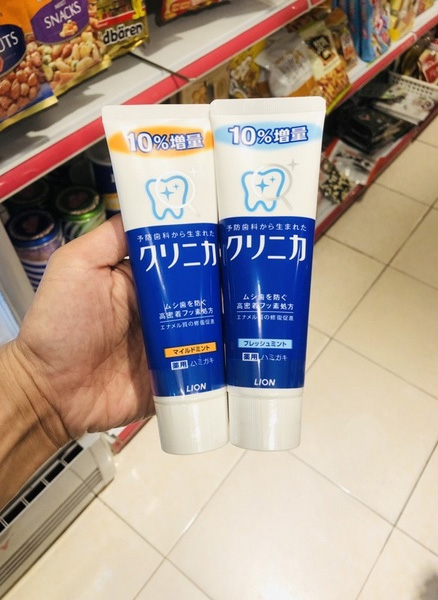 SNACKS
UTS
dbären
10%増量
予防歯科から生まれた
クリニカ
ムシ歯を防ぐ
高密着フッ素処方
エナメル質の修復促進
マイルドミント
薬用ハミガキ
LION
10%増量
予防歯科から生まれた
クリニカ
ムシ歯を防ぐ
高密着フッ素処方
エナメル質の修復促進
フレッシュミント
薬用ハミガキ
LION